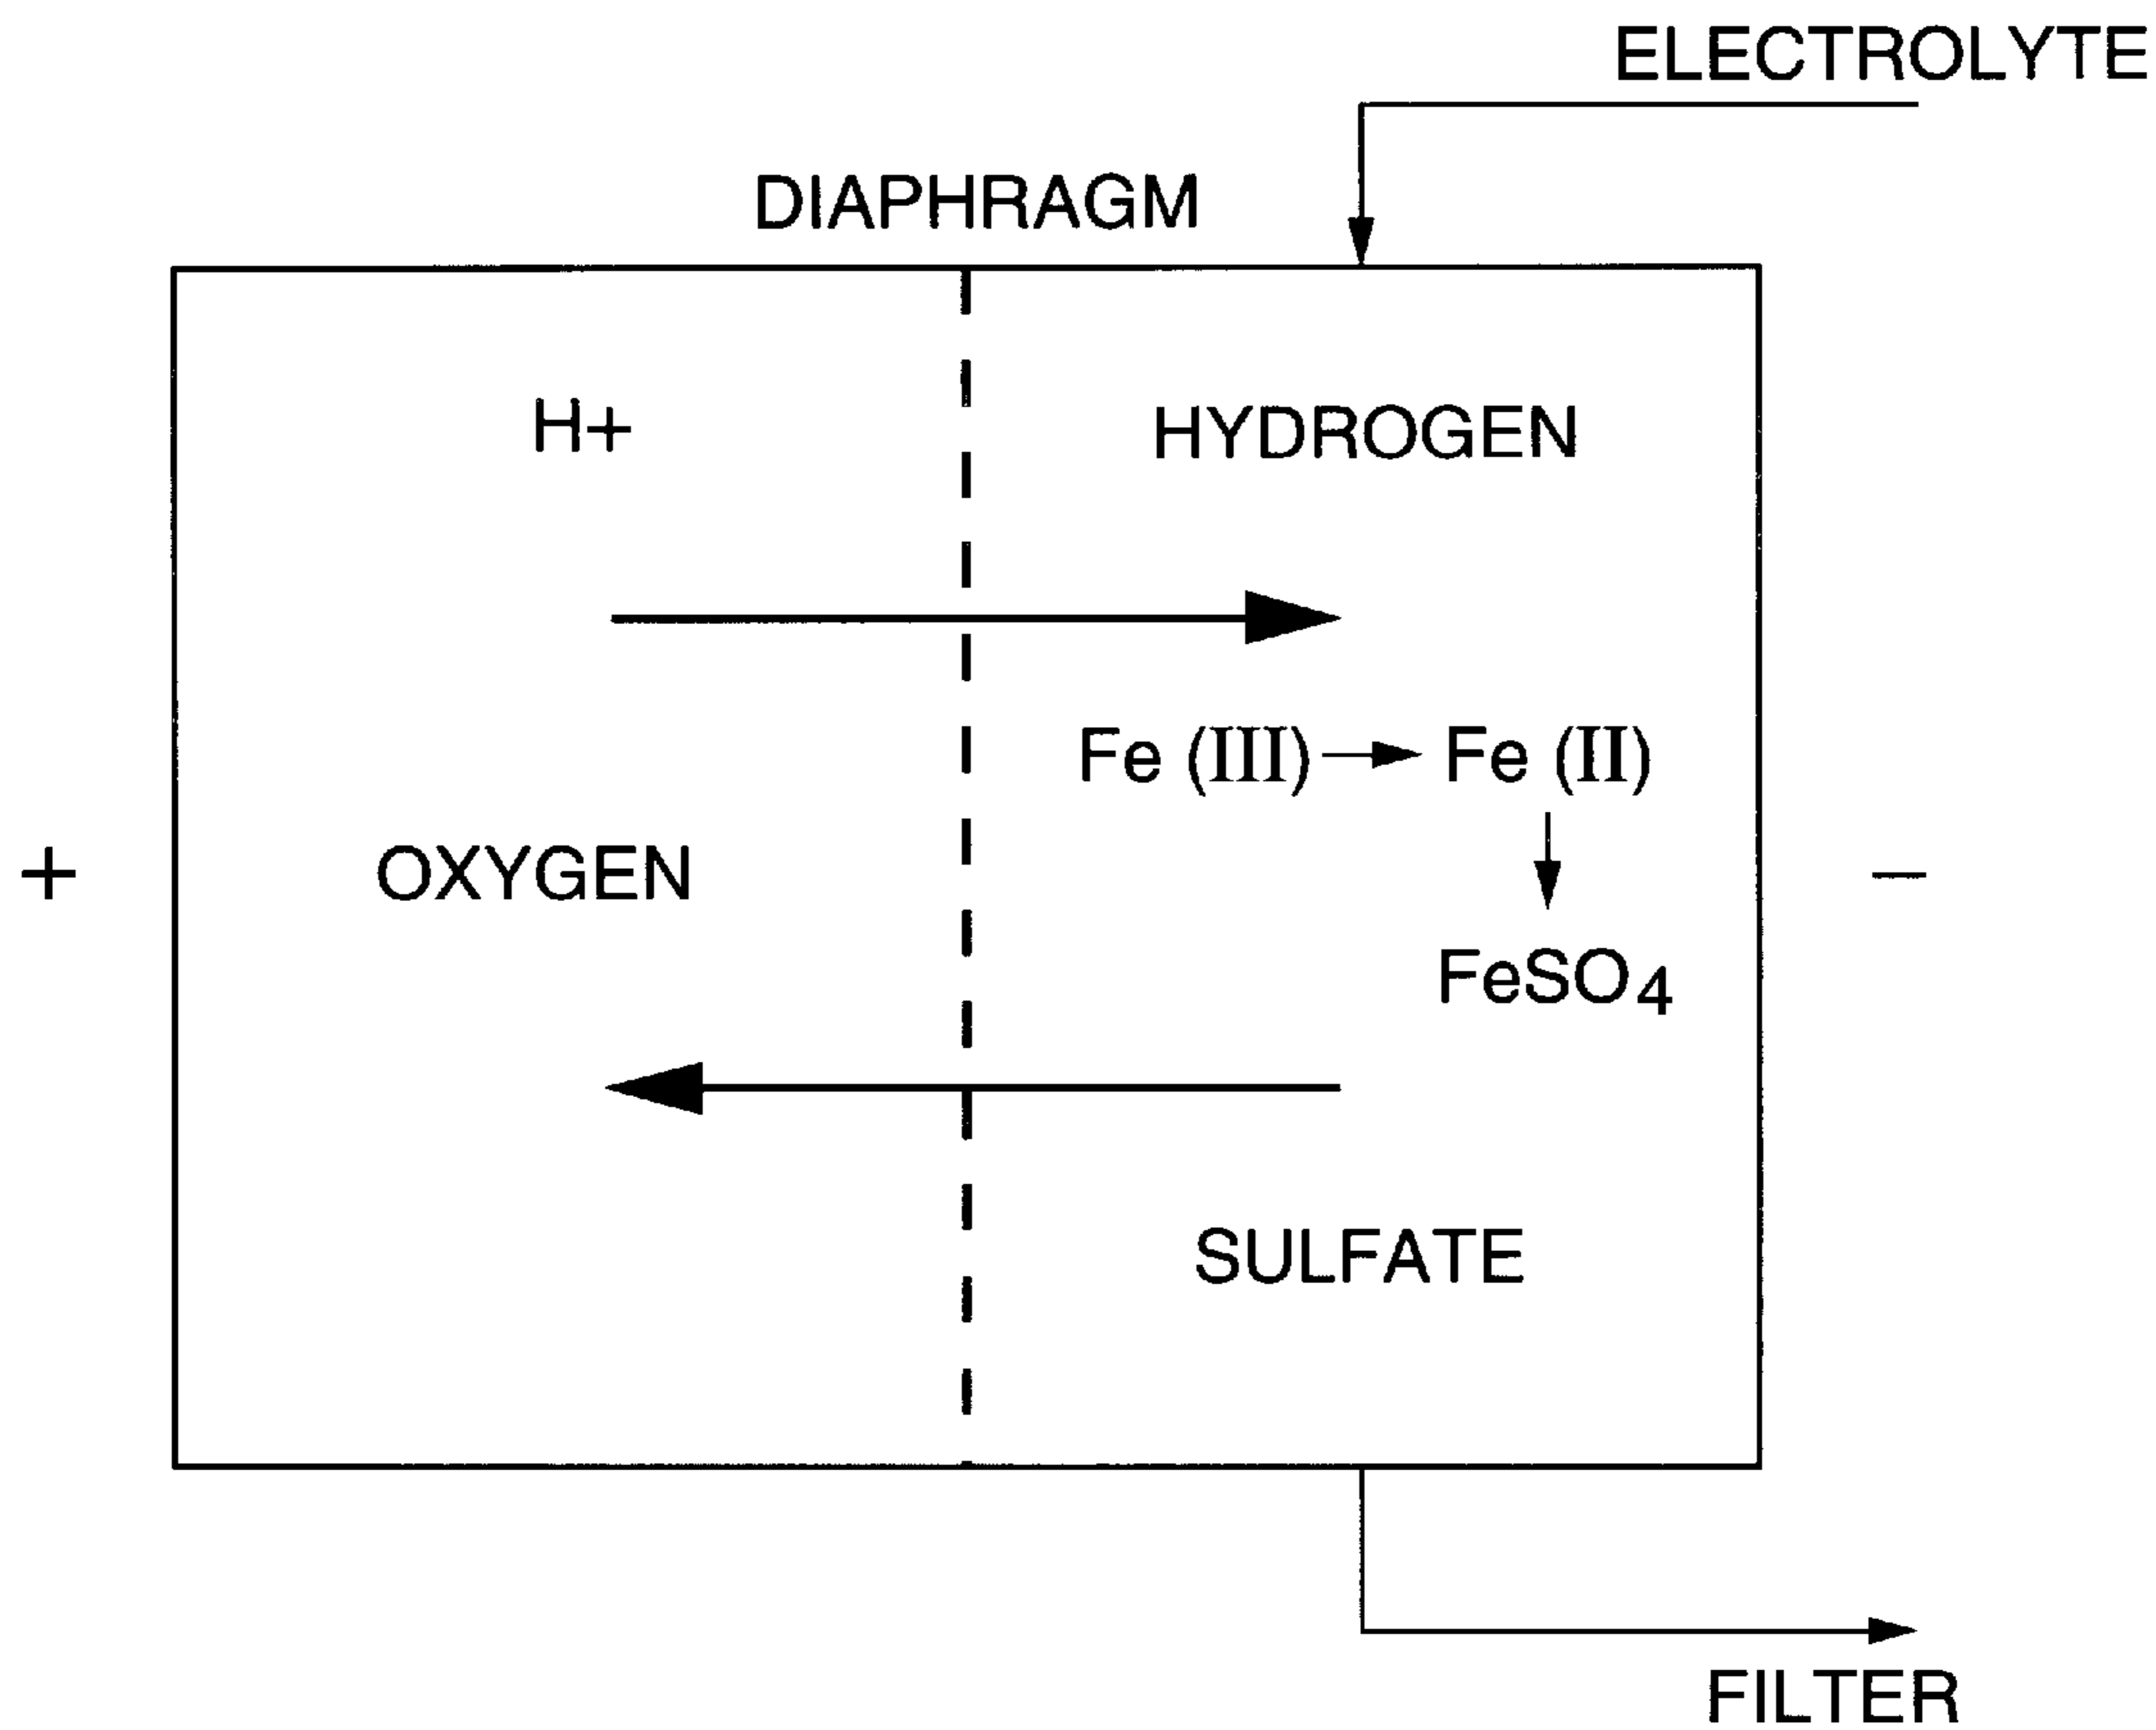 ELECTROLYTE
DIAPHRAGM
H+
HYDROGEN
Fe (III) → Fe (II)
+
OXYGEN
−
FeSO4
SULFATE
FILTER